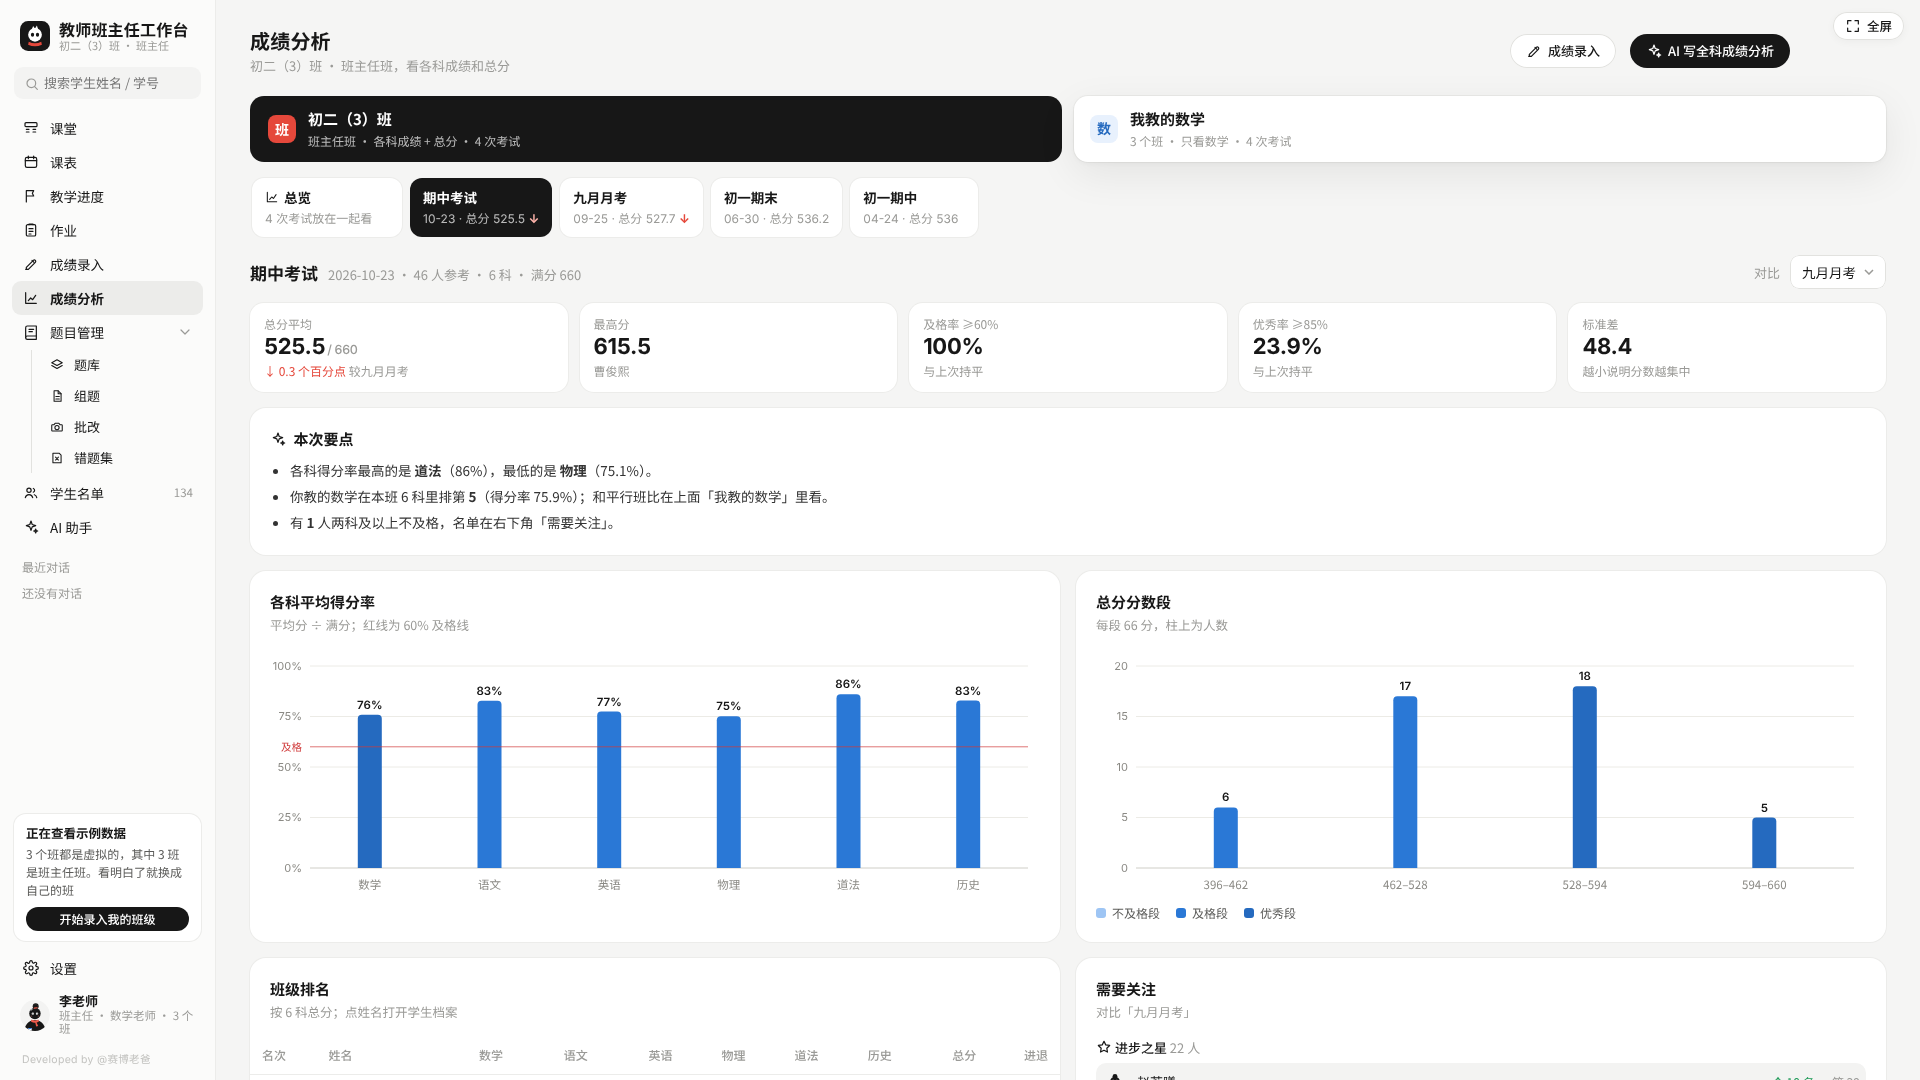 教师班主任工作台
初二（3）班 · 班主任
搜索学生姓名 / 学号
课堂
课表
教学进度
作业
成绩录入
成绩分析
题目管理
题库
组题
批改
错题集
学生名单 134
AI 助手
最近对话
还没有对话
正在查看示例数据
3 个班都是虚拟的，其中 3 班
是班主任班。看明白了就换成
自己的班
开始录入我的班级
设置
李老师
班主任 · 数学老师 · 3 个
班
Developed by @赛博老爸
全屏
成绩分析
初二（3）班 · 班主任班，看各科成绩和总分
成绩录入
AI 写全科成绩分析
班
初二（3）班
班主任班 · 各科成绩 + 总分 · 4 次考试
数
我教的数学
3 个班 · 只看数学 · 4 次考试
总览
4 次考试放在一起看
期中考试
10-23 · 总分 525.5 ↓
九月月考
09-25 · 总分 527.7 ↓
初一期末
06-30 · 总分 536.2
初一期中
04-24 · 总分 536
期中考试 2026-10-23 · 46 人参考 · 6 科 · 满分 660
对比 九月月考
总分平均
525.5 / 660
↓ 0.3 个百分点 较九月月考
最高分
615.5
曹俊熙
及格率 ≥60%
100%
与上次持平
优秀率 ≥85%
23.9%
与上次持平
标准差
48.4
越小说明分数越集中
本次要点
• 各科得分率最高的是 道法（86%），最低的是 物理（75.1%）。
• 你教的数学在本班 6 科里排第 5（得分率 75.9%）；和平行班比在上面「我教的数学」里看。
• 有 1 人两科及以上不及格，名单在右下角「需要关注」。
各科平均得分率
平均分 ÷ 满分；红线为 60% 及格线
100%
75%
及格
50%
25%
0%
76%
83%
77%
75%
86%
83%
数学 语文 英语 物理 道法 历史
总分分数段
每段 66 分，柱上为人数
20
15
10
5
0
6
17
18
5
396–462 462–528 528–594 594–660
不及格段 及格段 优秀段
班级排名
按 6 科总分；点姓名打开学生档案
名次 姓名 数学 语文 英语 物理 道法 历史 总分 进退
需要关注
对比「九月月考」
进步之星 22 人